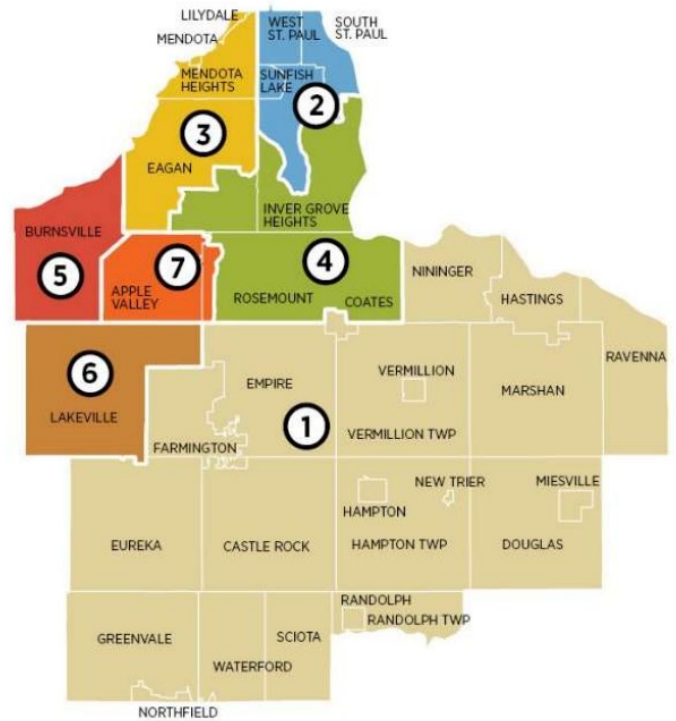 LILYDALE
MENDOTA
MENDOTA
HEIGHTS
WEST
ST. PAUL
SOUTH
ST. PAUL
SUNFISH
LAKE
2
3
EAGAN
INVER GROVE
HEIGHTS
BURNSVILLE
5
7
APPLE
VALLEY
4
ROSEMOUNT
COATES
NININGER
HASTINGS
RAVENNA
6
LAKEVILLE
EMPIRE
VERMILLION
MARSHAN
1
FARMINGTON
VERMILLION TWP
NEW TRIER
MIESVILLE
HAMPTON
EUREKA
CASTLE ROCK
HAMPTON TWP
DOUGLAS
RANDOLPH
RANDOLPH TWP
GREENVALE
SCIOTA
WATERFORD
NORTHFIELD